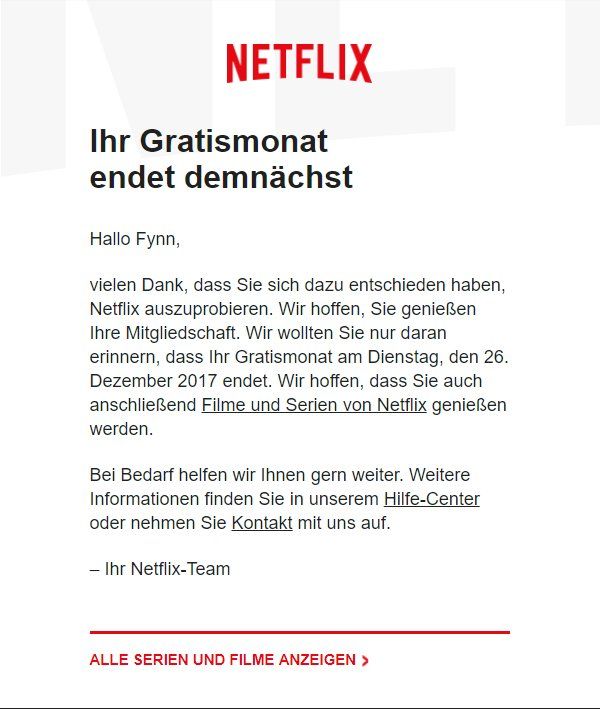 NETFLIX
Ihr Gratismonat
endet demnächst
Hallo Fynn,
vielen Dank, dass Sie sich dazu entschieden haben,
Netflix auszuprobieren. Wir hoffen, Sie genießen
Ihre Mitgliedschaft. Wir wollten Sie nur daran
erinnern, dass Ihr Gratismonat am Dienstag, den 26.
Dezember 2017 endet. Wir hoffen, dass Sie auch
anschließend Filme und Serien von Netflix genießen
werden.
Bei Bedarf helfen wir Ihnen gern weiter. Weitere
Informationen finden Sie in unserem Hilfe-Center
oder nehmen Sie Kontakt mit uns auf.
– Ihr Netflix-Team
ALLE SERIEN UND FILME ANZEIGEN ›